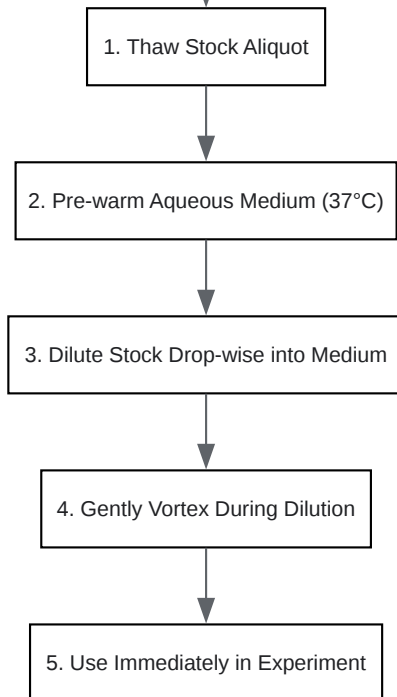 1. Thaw Stock Aliquot
2. Pre-warm Aqueous Medium (37°C)
3. Dilute Stock Drop-wise into Medium
4. Gently Vortex During Dilution
5. Use Immediately in Experiment